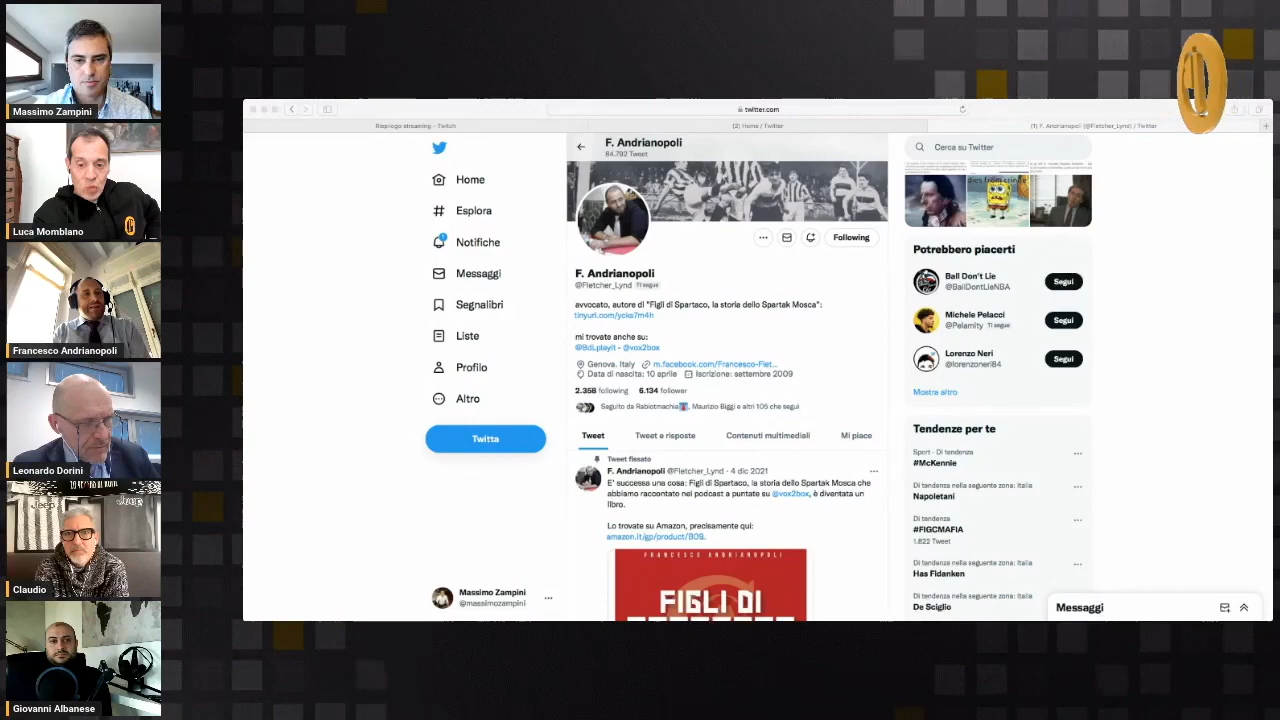 Massimo Zampini
Luca Momblano
Francesco Andrianopoli
Leonardo Dorini
Jeep
Claudio
Giovanni Albanese
twitter.com
Riepilogo streaming - Twitch
(2) Home / Twitter
(1) F. Andrianopoli (@Fletcher_Lynd) / Twitter
Home
Esplora
Notifiche
Messaggi
Segnalibri
Liste
Profilo
Altro
Twitta
Massimo Zampini
@massimozampini
F. Andrianopoli
84.792 Tweet
Following
F. Andrianopoli
@Fletcher_Lynd Ti segue
avvocato, autore di "Figli di Spartaco, la storia dello Spartak Mosca":
tinyurl.com/ycks7m4h
mi trovate anche su:
@BdLplayit - @vox2box
Genova. Italy m.facebook.com/Francesco-Flet...
Data di nascita: 10 aprile Iscrizione: settembre 2009
2.358 following 6.134 follower
Seguito da Rabiotmachia, Maurizio Biggi e altri 105 che segui
Tweet Tweet e risposte Contenuti multimediali Mi piace
Tweet fissato
F. Andrianopoli @Fletcher_Lynd · 4 dic 2021
E' successa una cosa: Figli di Spartaco, la storia dello Spartak Mosca che
abbiamo raccontato nei podcast a puntate su @vox2box, è diventata un
libro.
Lo trovate su Amazon, precisamente qui:
amazon.it/gp/product/B09..
FRANCESCO ANDRIANOPOLI
FIGLI DI
Cerca su Twitter
dies from cringe
Potrebbero piacerti
Ball Don't Lie
@BallDontLieNBA
Segui
Michele Pelacci
@Pelamity Ti segue
Segui
Lorenzo Neri
@lorenzoneri84
Segui
Mostra altro
Tendenze per te
Sport · Di tendenza
#McKennie
Di tendenza nella seguente zona: Italia
Napoletani
Di tendenza
#FIGCMAFIA
1.822 Tweet
Di tendenza nella seguente zona: Italia
Has Fidanken
Di tendenza nella seguente zona: Italia
De Sciglio
Messaggi